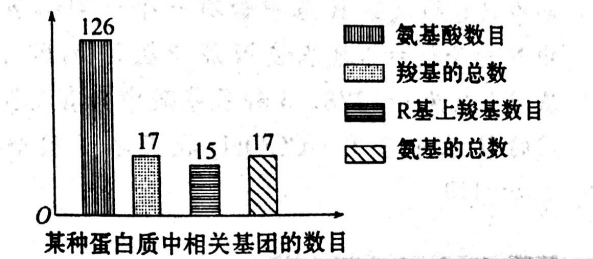 126
17
15
17
O
氨基酸数目
羧基的总数
R基上羧基数目
氨基的总数
某种蛋白质中相关基团的数目